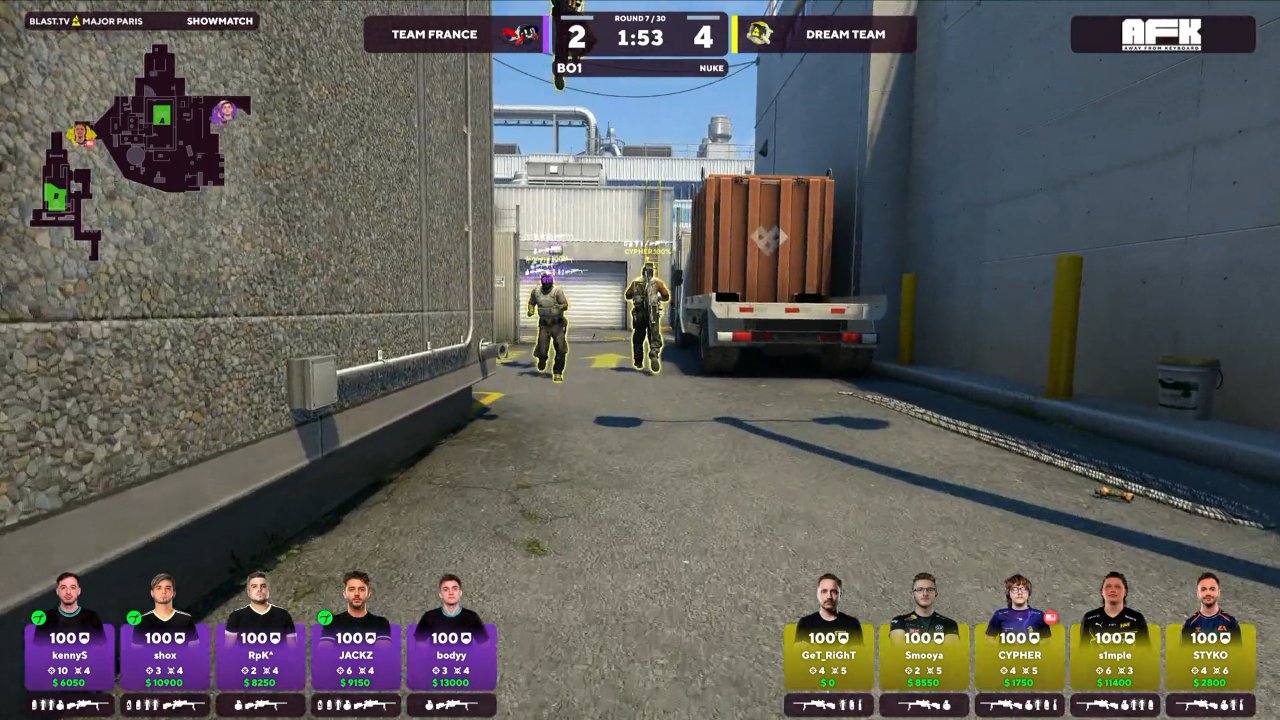 BLAST.TV MAJOR PARIS SHOWMATCH
TEAM FRANCE
2
ROUND 7 / 30
1:53
4
DREAM TEAM
BO1 NUKE
AFK
AWAY FROM KEYBOARD
A
B
CYPHER 100%
100 100 100 100 100
kennyS shox RpK^ JACKZ bodyy
10 4 3 4 2 4 6 4 3 4
$6050 $10900 $8250 $9150 $13000
100 100 100 100 100
GeT_RiGHT Smooya CYPHER s1mple STYKO
4 5 2 5 4 5 6 3 4 6
$0 $8550 $1750 $11400 $2800